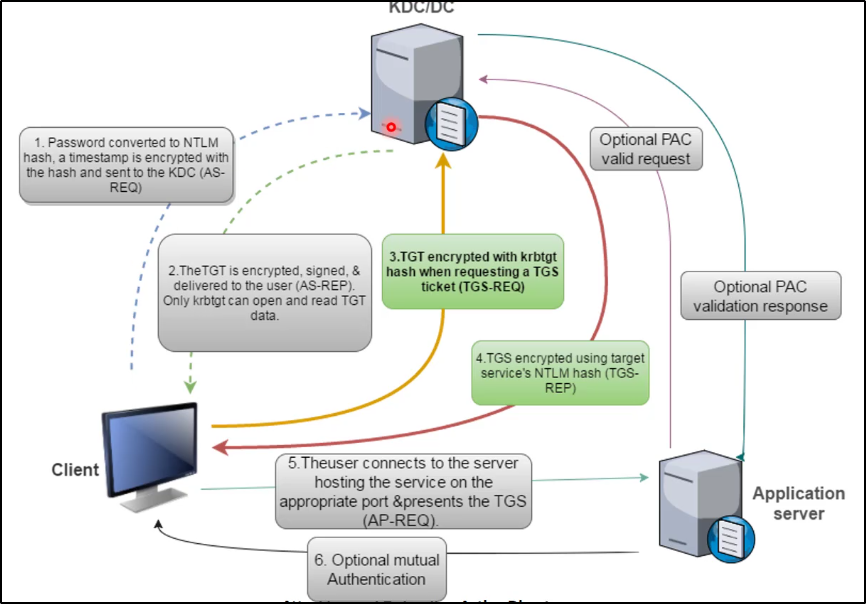 KDC/DC
1. Password converted to NTLM
hash, a timestamp is encrypted with
the hash and sent to the KDC (AS-
REQ)
Optional PAC
valid request
2.TheTGT is encrypted, signed, &
delivered to the user (AS-REP).
Only krbtgt can open and read TGT
data.
3.TGT encrypted with krbtgt
hash when requesting a TGS
ticket (TGS-REQ)
Optional PAC
validation response
4.TGS encrypted using target
service's NTLM hash (TGS-
REP)
Client
5.Theuser connects to the server
hosting the service on the
appropriate port &presents the TGS
(AP-REQ).
Application
server
6. Optional mutual
Authentication